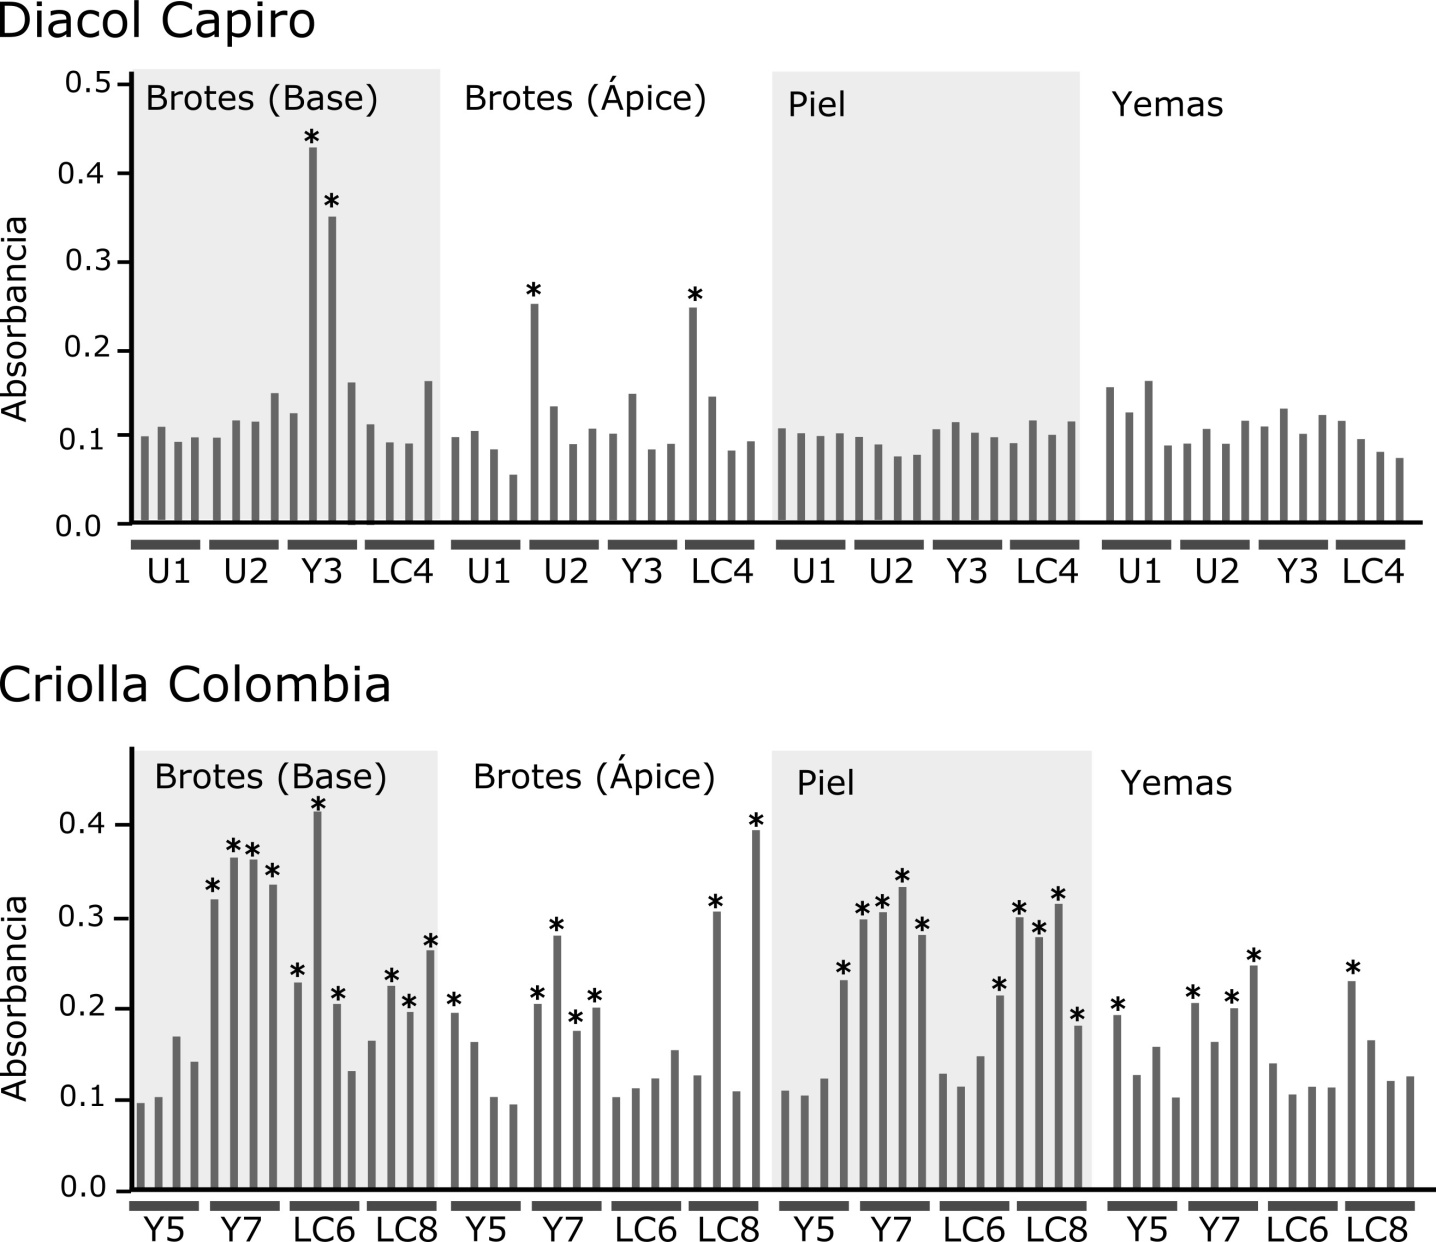 Diacol Capiro
Absorbancia
0.5
0.4
0.3
0.2
0.1
0.0
Brotes (Base)
Brotes (Ápice)
Piel
Yemas
* * * *
U1 U2 Y3 LC4 U1 U2 Y3 LC4 U1 U2 Y3 LC4 U1 U2 Y3 LC4
Criolla Colombia
Absorbancia
0.4
0.3
0.2
0.1
0.0
Brotes (Base)
Brotes (Ápice)
Piel
Yemas
* * * * * * * * * * * * * * * * * * * * * * * * * * * * * * * * *
Y5 Y7 LC6 LC8 Y5 Y7 LC6 LC8 Y5 Y7 LC6 LC8 Y5 Y7 LC6 LC8